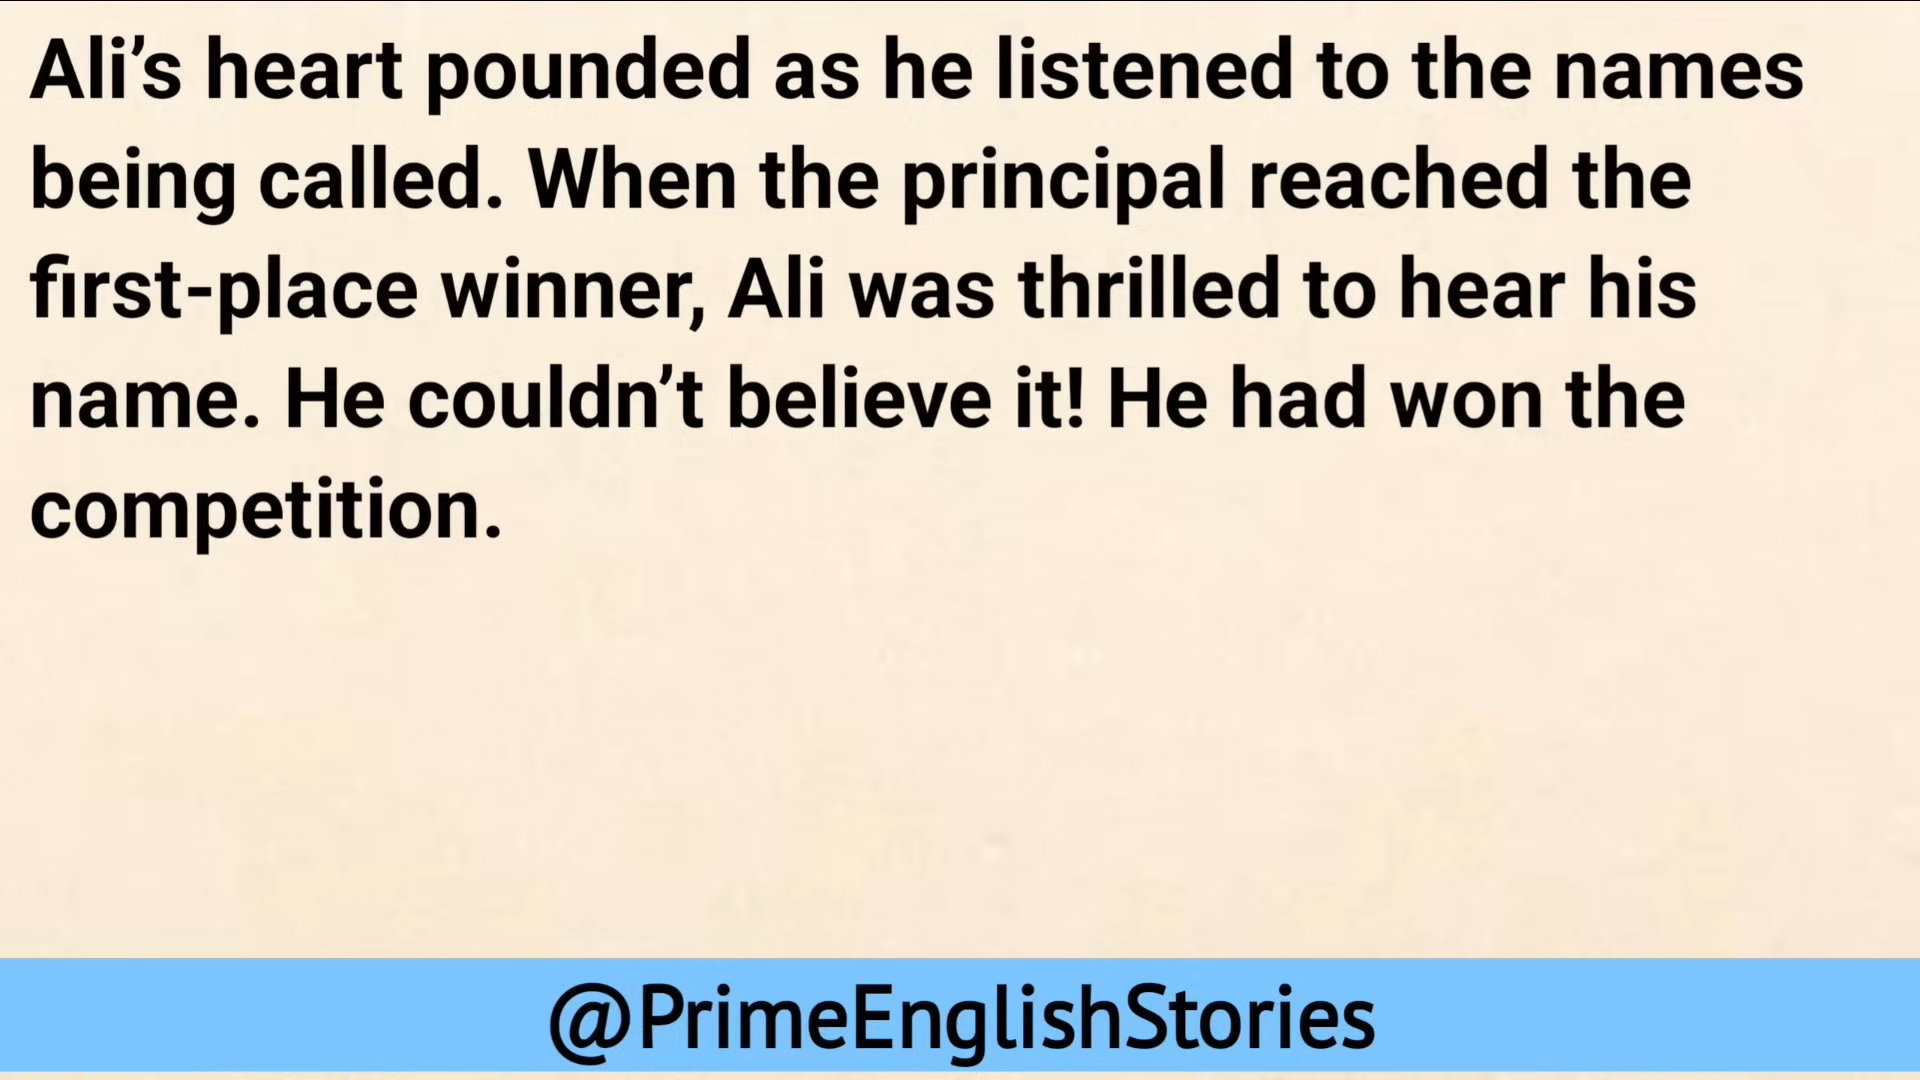 Ali’s heart pounded as he listened to the names
being called. When the principal reached the
first-place winner, Ali was thrilled to hear his
name. He couldn’t believe it! He had won the
competition.
@PrimeEnglishStories